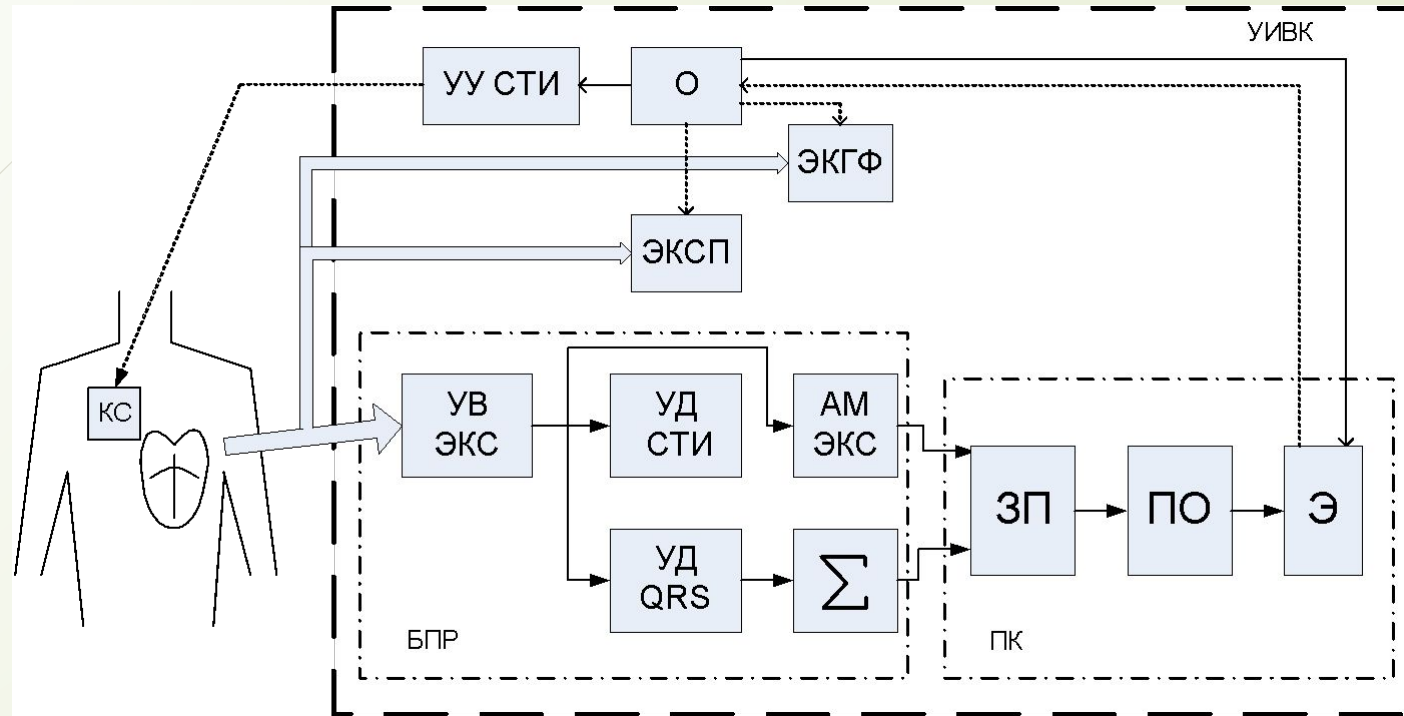 УИВК
УУ СТИ
О
ЭКГФ
ЭКСП
КС
УВ
ЭКС
УД
СТИ
АМ
ЭКС
ЗП
ПО
Э
УД
QRS
Σ
БПР
ПК